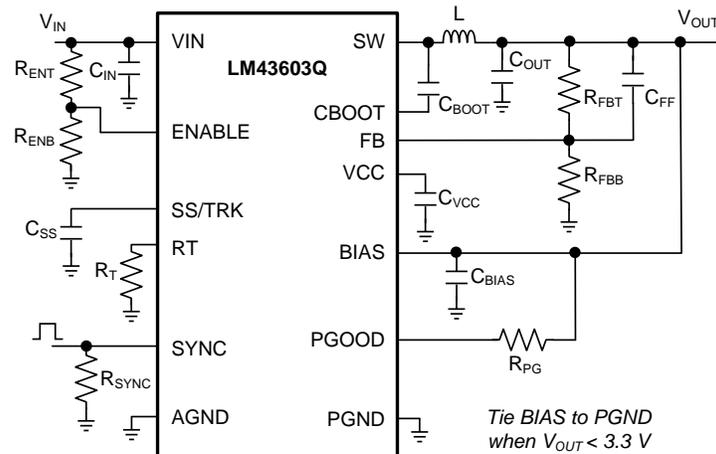 VIN
VOUT
VIN
SW
L
LM43603Q
RENT
CIN
COUT
RFBT
CFF
CBOOT
CBOOT
RENB
ENABLE
FB
VCC
CVCC
RFBB
CSS
SS/TRK
RT
RT
BIAS
CBIAS
SYNC
PGOOD
RPG
RSYNC
AGND
PGND
Tie BIAS to PGND
when VOUT < 3.3 V